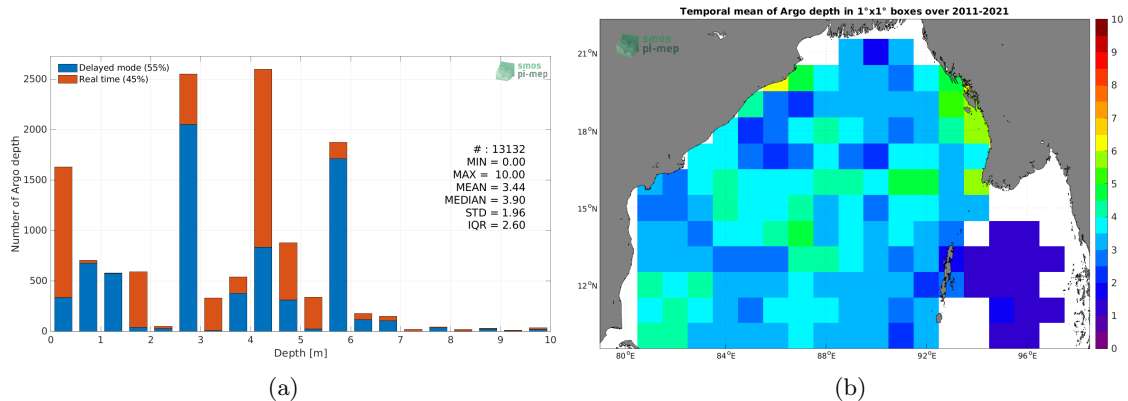 Delayed mode (55%)
Real time (45%)
smos
pi-mep
Number of Argo depth
0
500
1000
1500
2000
2500
# : 13132
MIN = 0.00
MAX = 10.00
MEAN = 3.44
MEDIAN = 3.90
STD = 1.96
IQR = 2.60
0 1 2 3 4 5 6 7 8 9 10
Depth [m]
(a)
Temporal mean of Argo depth in 1°x1° boxes over 2011-2021
smos
pi-mep
21°N
18°N
15°N
12°N
80°E 84°E 88°E 92°E 96°E
10
9
8
7
6
5
4
3
2
1
0
(b)